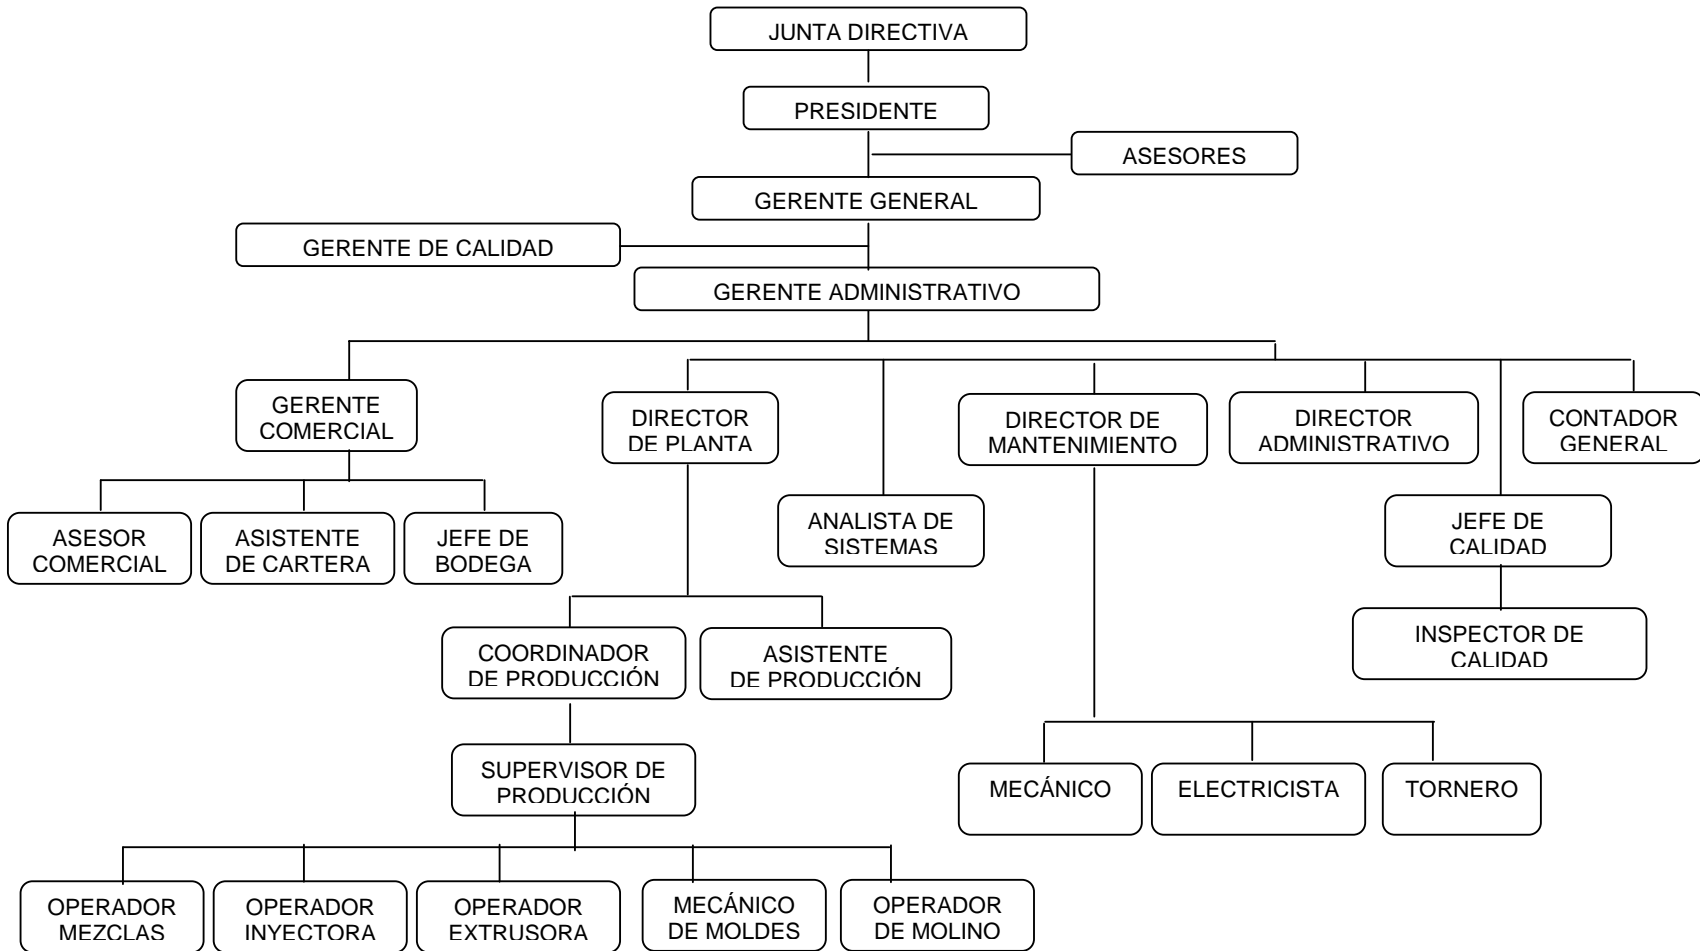 JUNTA DIRECTIVA
PRESIDENTE
ASESORES
GERENTE GENERAL
GERENTE DE CALIDAD
GERENTE ADMINISTRATIVO
GERENTE
COMERCIAL
DIRECTOR
DE PLANTA
DIRECTOR DE
MANTENIMIENTO
DIRECTOR
ADMINISTRATIVO
CONTADOR
GENERAL
ASESOR
COMERCIAL
ASISTENTE
DE CARTERA
JEFE DE
BODEGA
ANALISTA DE
SISTEMAS
JEFE DE
CALIDAD
COORDINADOR
DE PRODUCCIÓN
ASISTENTE
DE PRODUCCIÓN
INSPECTOR DE
CALIDAD
SUPERVISOR DE
PRODUCCIÓN
MECÁNICO
ELECTRICISTA
TORNERO
OPERADOR
MEZCLAS
OPERADOR
INYECTORA
OPERADOR
EXTRUSORA
MECÁNICO
DE MOLDES
OPERADOR
DE MOLINO